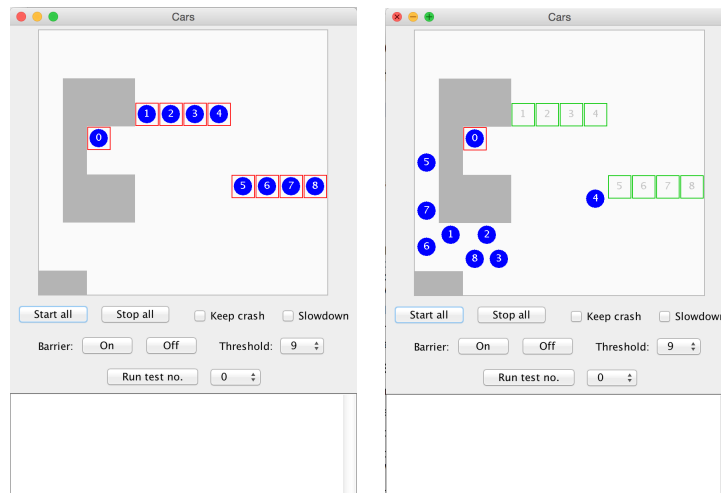 Cars
1 2 3 4
0
5 6 7 8
Start all Stop all Keep crash Slowdown
Barrier: On Off Threshold: 9
Run test no. 0
Cars
1 2 3 4
0
5
5 6 7 8
4
7
1 2
6
8 3
Start all Stop all Keep crash Slowdow
Barrier: On Off Threshold: 9
Run test no. 0